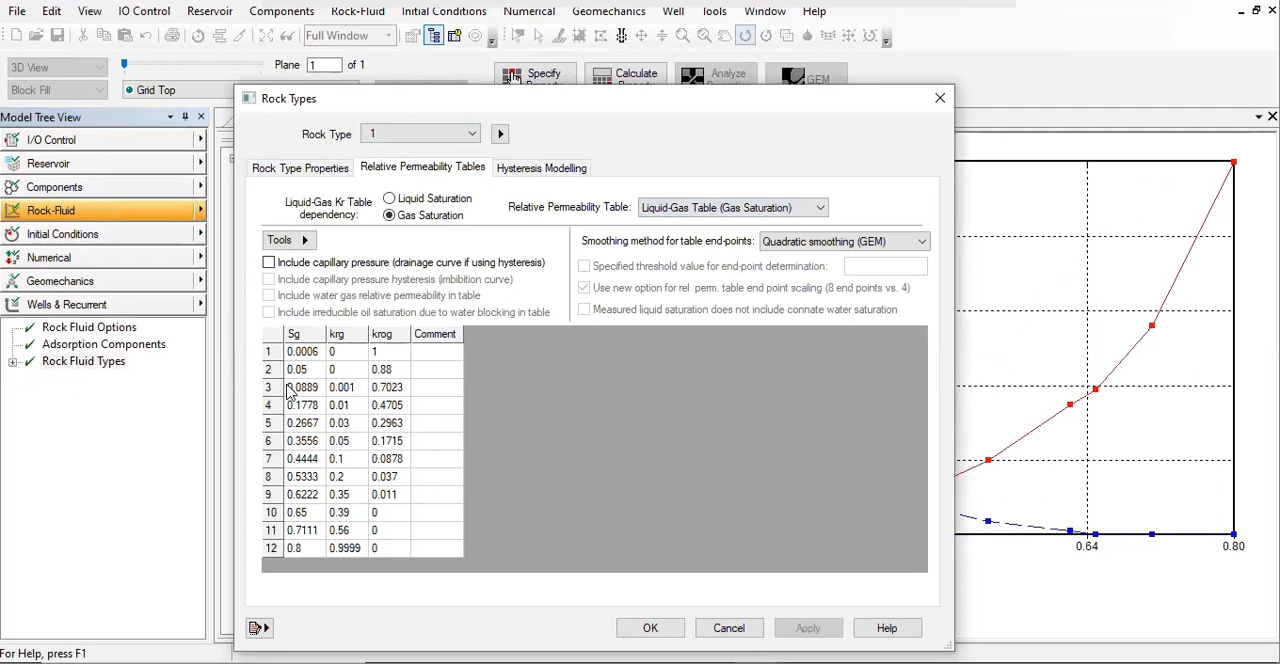 File Edit View IO Control Reservoir Components Rock-Fluid Initial Conditions Numerical Geomechanics Well Tools Window Help
Full Window
3D View Plane 1 of 1 Specify Calculate Analyze
Block Fill Grid Top GEM
Model Tree View
I/O Control
Reservoir
Components
Rock-Fluid
Initial Conditions
Numerical
Geomechanics
Wells & Recurrent
Rock Fluid Options
Adsorption Components
Rock Fluid Types
Rock Types
Rock Type 1
Rock Type Properties Relative Permeability Tables Hysteresis Modelling
Liquid-Gas Kr Table
dependency:
Liquid Saturation
Gas Saturation
Relative Permeability Table: Liquid-Gas Table (Gas Saturation)
Tools
Smoothing method for table end-points: Quadratic smoothing (GEM)
Include capillary pressure (drainage curve if using hysteresis)
Include capillary pressure hysteresis (imbibition curve)
Include water gas relative permeability in table
Include irreducible oil saturation due to water blocking in table
Specified threshold value for end-point determination:
Use new option for rel. perm. table end point scaling (8 end points vs. 4)
Measured liquid saturation does not include connate water saturation
Sg krg krog Comment
1 0.0006 0 1
2 0.05 0 0.88
3 0.0889 0.001 0.7023
4 0.1778 0.01 0.4705
5 0.2667 0.03 0.2963
6 0.3556 0.05 0.1715
7 0.4444 0.1 0.0878
8 0.5333 0.2 0.037
9 0.6222 0.35 0.011
10 0.65 0.39 0
11 0.7111 0.56 0
12 0.8 0.9999 0
0.64 0.80
OK Cancel Apply Help
For Help, press F1